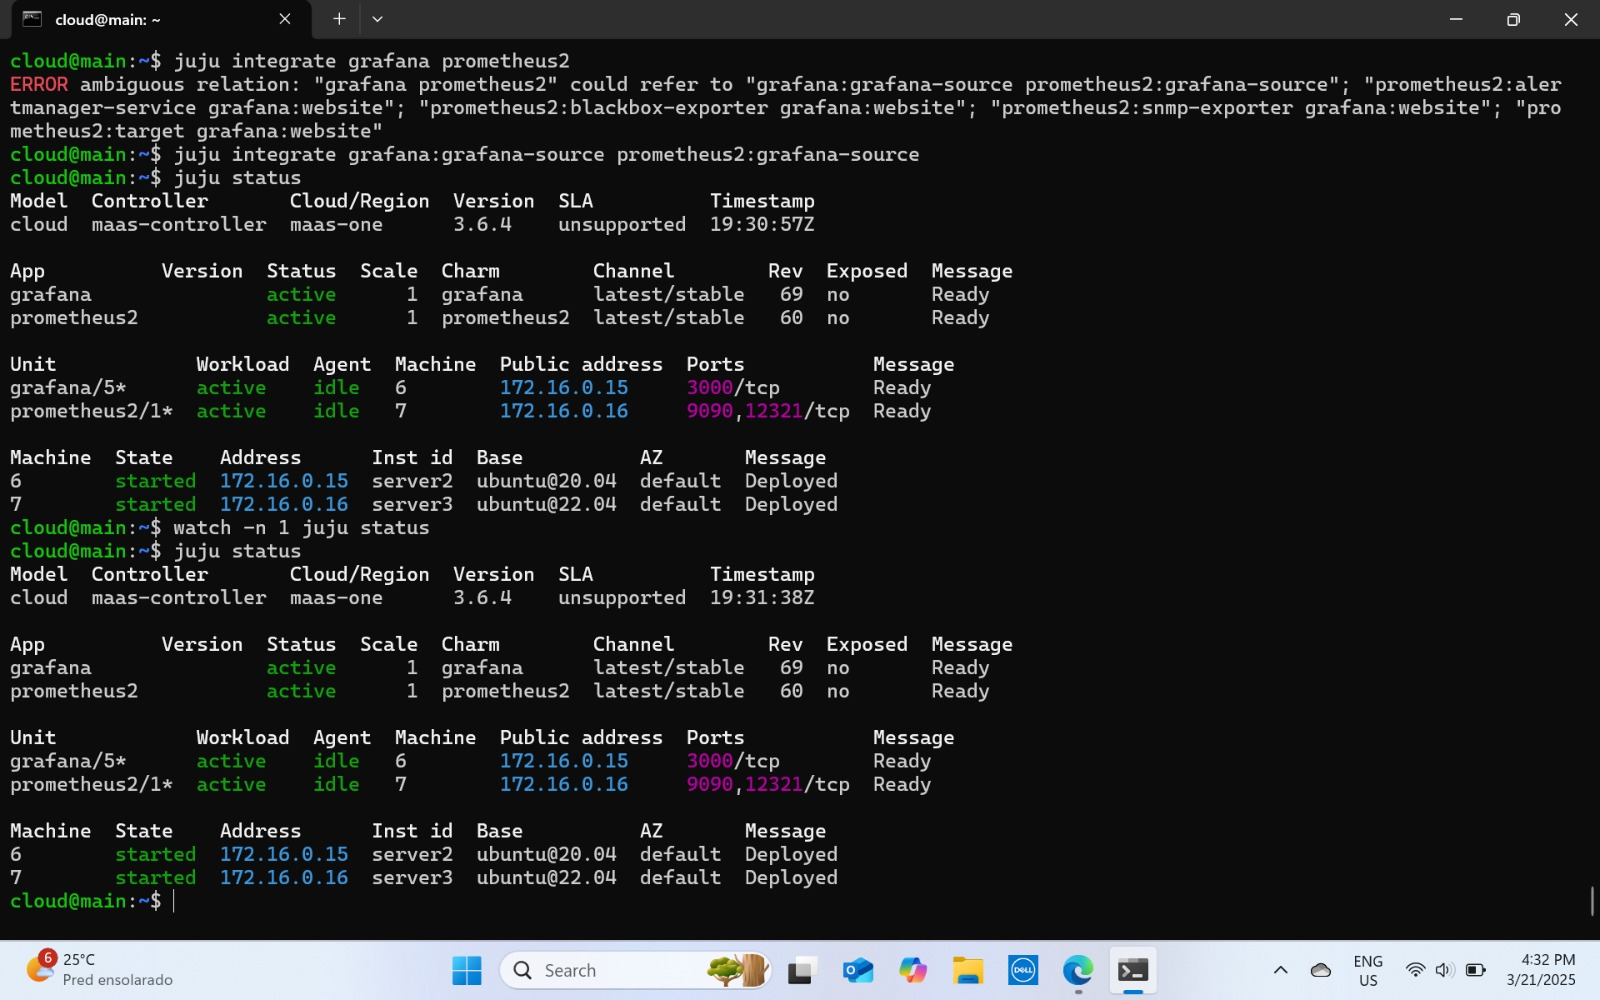 cloud@main: ~
cloud@main:~$ juju integrate grafana prometheus2
ERROR ambiguous relation: "grafana prometheus2" could refer to "grafana:grafana-source prometheus2:grafana-source"; "prometheus2:aler
tmanager-service grafana:website"; "prometheus2:blackbox-exporter grafana:website"; "prometheus2:snmp-exporter grafana:website"; "pro
metheus2:target grafana:website"
cloud@main:~$ juju integrate grafana:grafana-source prometheus2:grafana-source
cloud@main:~$ juju status
Model  Controller       Cloud/Region  Version  SLA          Timestamp
cloud  maas-controller  maas-one      3.6.4    unsupported  19:30:57Z

App          Version  Status  Scale  Charm        Channel        Rev  Exposed  Message
grafana               active      1  grafana      latest/stable   69  no       Ready
prometheus2           active      1  prometheus2  latest/stable   60  no       Ready

Unit            Workload  Agent  Machine  Public address  Ports           Message
grafana/5*      active    idle   6        172.16.0.15     3000/tcp        Ready
prometheus2/1*  active    idle   7        172.16.0.16     9090,12321/tcp  Ready

Machine  State    Address      Inst id  Base          AZ       Message
6        started  172.16.0.15  server2  ubuntu@20.04  default  Deployed
7        started  172.16.0.16  server3  ubuntu@22.04  default  Deployed
cloud@main:~$ watch -n 1 juju status
cloud@main:~$ juju status
Model  Controller       Cloud/Region  Version  SLA          Timestamp
cloud  maas-controller  maas-one      3.6.4    unsupported  19:31:38Z

App          Version  Status  Scale  Charm        Channel        Rev  Exposed  Message
grafana               active      1  grafana      latest/stable   69  no       Ready
prometheus2           active      1  prometheus2  latest/stable   60  no       Ready

Unit            Workload  Agent  Machine  Public address  Ports           Message
grafana/5*      active    idle   6        172.16.0.15     3000/tcp        Ready
prometheus2/1*  active    idle   7        172.16.0.16     9090,12321/tcp  Ready

Machine  State    Address      Inst id  Base          AZ       Message
6        started  172.16.0.15  server2  ubuntu@20.04  default  Deployed
7        started  172.16.0.16  server3  ubuntu@22.04  default  Deployed
cloud@main:~$
6
25°C
Pred ensolarado
Search
DELL
ENG
US
4:32 PM
3/21/2025